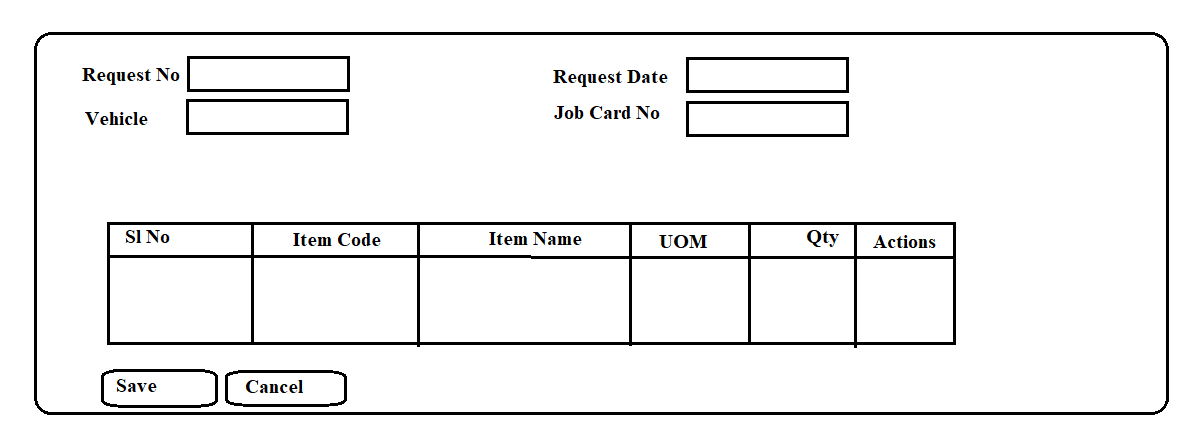 Request No Request Date
Vehicle Job Card No
Sl No Item Code Item Name UOM Qty Actions
Save Cancel